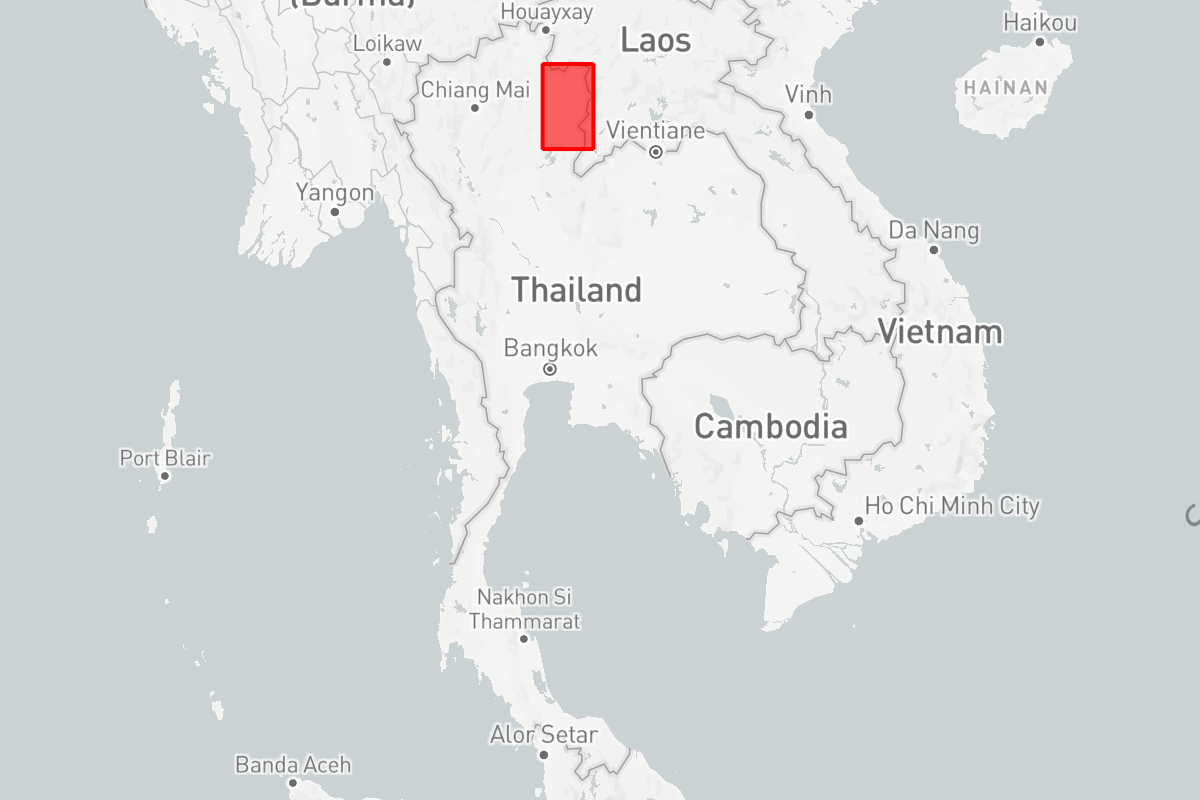 (Burma)
Houayxay
Haikou
Loikaw
Laos
Chiang Mai
Vinh
HAINAN
Vientiane
Yangon
Da Nang
Thailand
Vietnam
Bangkok
Cambodia
Port Blair
Ho Chi Minh City
Nakhon Si
Thammarat
Alor Setar
Banda Aceh